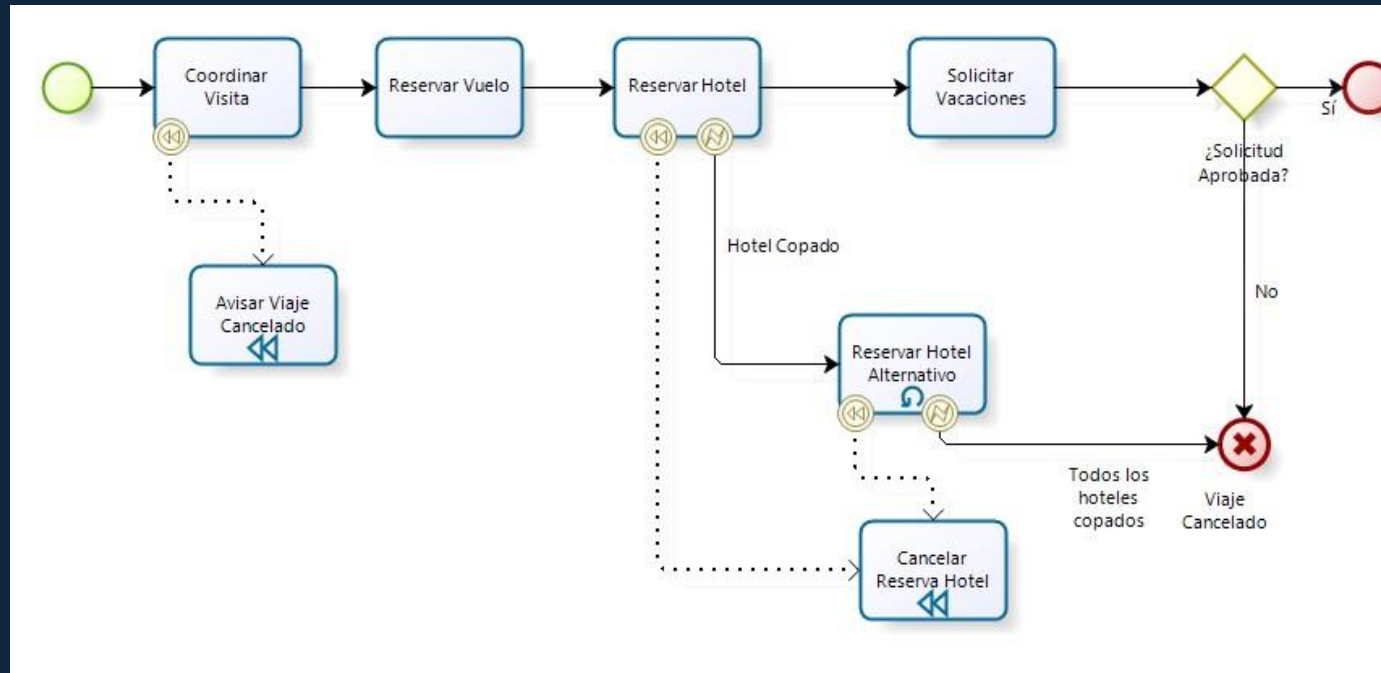 Coordinar
Visita
Reservar Vuelo
Reservar Hotel
Solicitar
Vacaciones
Sí
¿Solicitud
Aprobada?
Hotel Copado
No
Avisar Viaje
Cancelado
Reservar Hotel
Alternativo
Todos los
hoteles
copados
Viaje
Cancelado
Cancelar
Reserva Hotel